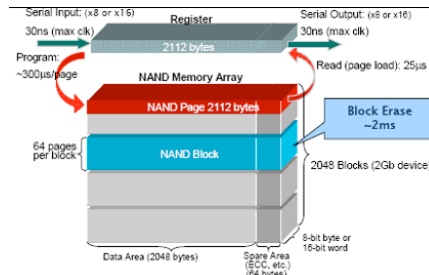 Serial Input: (x8 or x16)
30ns (max clk)
Register
Serial Output: (x8 or x16)
30ns (max clk)
2112 bytes
Program:
~300µs/page
Read (page load): 25µs
NAND Memory Array
NAND Page 2112 bytes
Block Erase
~2ms
64 pages
per block
NAND Block
2048 Blocks (2Gb device)
8-bit byte or
16-bit word
Data Area (2048 bytes)
Spare Area
(ECC, etc.)
(64 bytes)